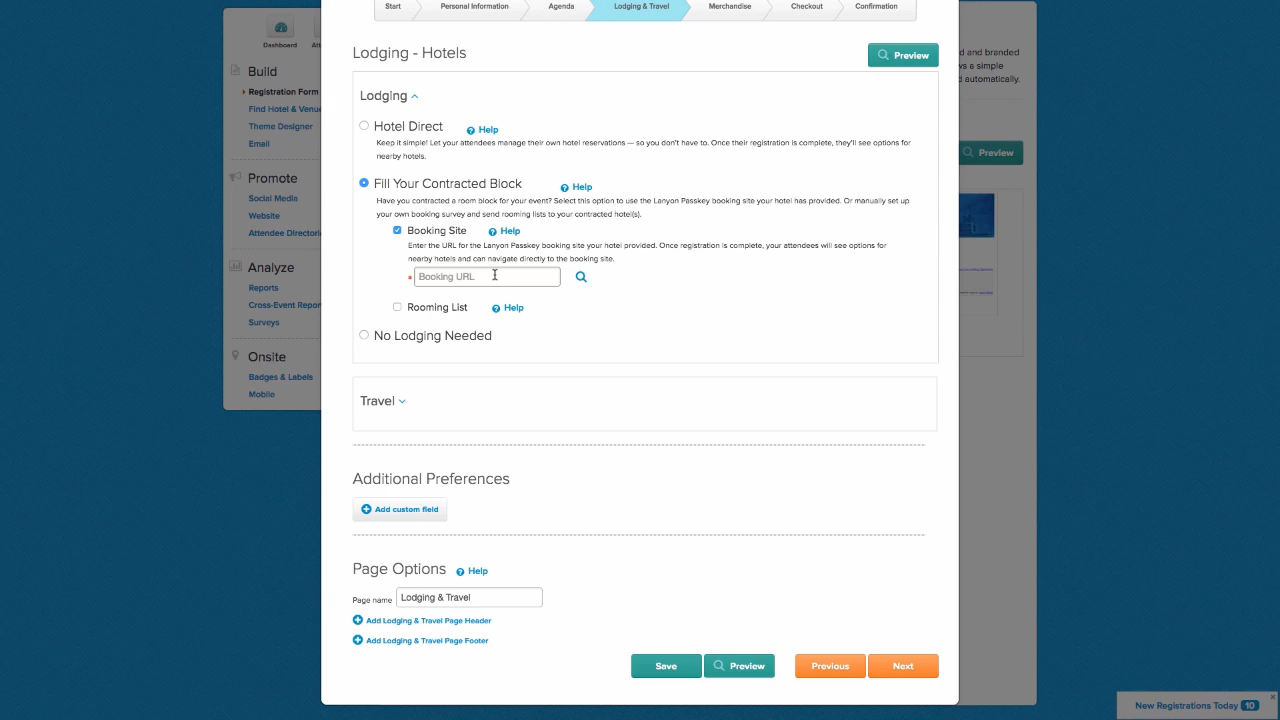 Start
Personal Information
Agenda
Lodging & Travel
Merchandise
Checkout
Confirmation
Dashboard
Build
Registration Form
Find Hotel & Venue
Theme Designer
Email
Promote
Social Media
Website
Analyze
Reports
Surveys
Onsite
Badges & Labels
Mobile
Lodging - Hotels
Preview
Lodging
Hotel Direct
Help
Keep it simple! Let your attendees manage their own hotel reservations — so you don't have to. Once their registration is complete, they'll see options for
nearby hotels.
Fill Your Contracted Block
Help
Have you contracted a room block for your event? Select this option to use the Lanyon Passkey booking site your hotel has provided. Or manually set up
your own booking survey and send rooming lists to your contracted hotel(s).
Booking Site
Help
Enter the URL for the Lanyon Passkey booking site your hotel provided. Once registration is complete, your attendees will see options for
nearby hotels and can navigate directly to the booking site.
* Booking URL
Rooming List
Help
No Lodging Needed
Travel
Additional Preferences
Add custom field
Page Options
Help
Page name Lodging & Travel
Add Lodging & Travel Page Header
Add Lodging & Travel Page Footer
Save
Preview
Previous
Next
d and branded
ws a simple
d automatically.
Preview
New Registrations Today 10